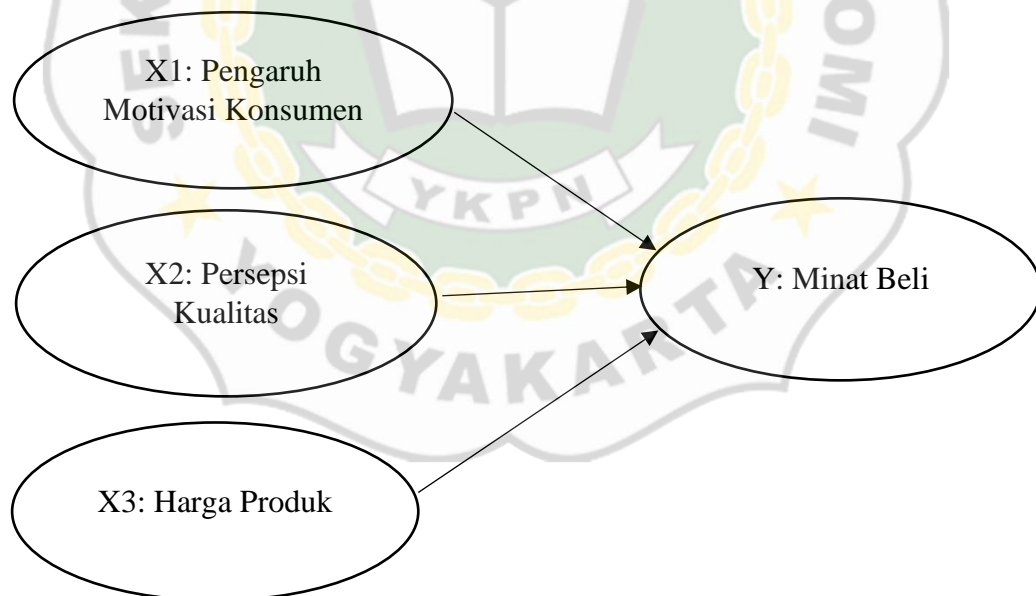 X1: Pengaruh
Motivasi Konsumen
X2: Persepsi
Kualitas
X3: Harga Produk
Y: Minat Beli
YKPN
YOGYAKARTA